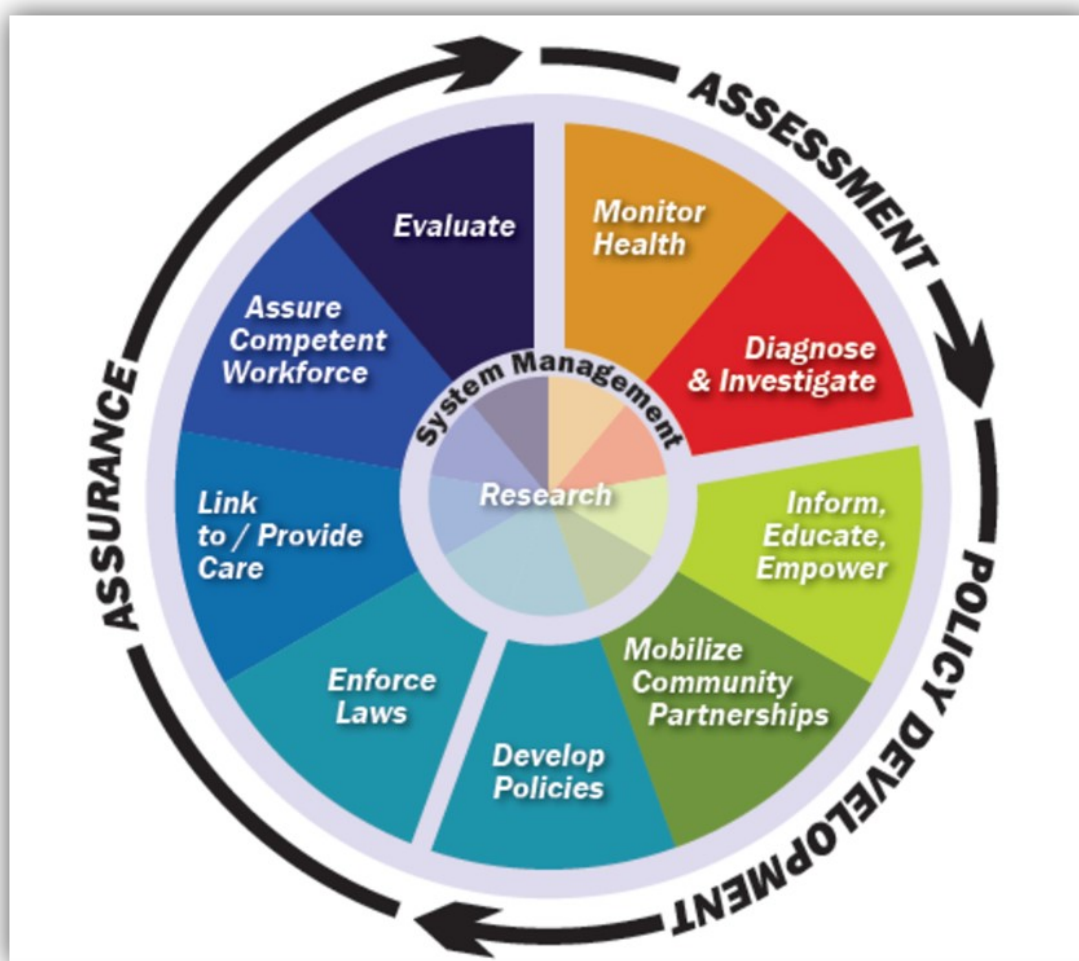 ASSESSMENT
Monitor
Health
Diagnose
& Investigate
POLICY DEVELOPMENT
Inform,
Educate,
Empower
Mobilize
Community
Partnerships
Develop
Policies
ASSURANCE
Enforce
Laws
Link
to / Provide
Care
Assure
Competent
Workforce
Evaluate
System Management
Research